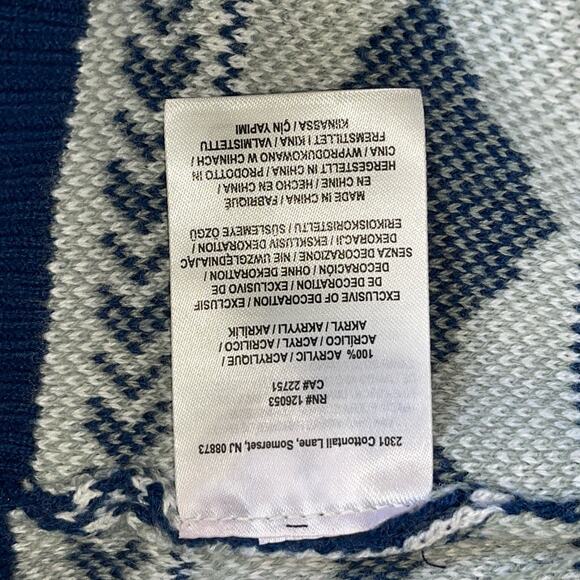 2301 Cottontail Lane, Somerset, NJ 08873
RN# 126053
CA# 22751
100% ACRYLIC / ACRYLIQUE /
ACRÍLICO / ACRILICO /
AKRYL / AKRYYLI / AKRİLİK
EXCLUSIVE OF DECORATION / EXCLUSIF
DE DECORATION / EXCLUSIVO DE
DECORACIÓN / OHNE DEKORATION /
SENZA DECORAZIONE / NIE UWZGLĘDNIAJĄC
DEKORACJI / EKSKLUSIV DEKORATION /
ERIKOISKORISTELTU / SÜSLEMEYE ÖZGÜ
MADE IN CHINA / FABRIQUÉ
EN CHINE / HECHO EN CHINA /
HERGESTELLT IN CHINA / PRODOTTO IN
CINA / WYPRODUKOWANO W CHINACH /
FREMSTILLET I KINA / VALMISTETTU
KIINASSA / ÇİN YAPIMI